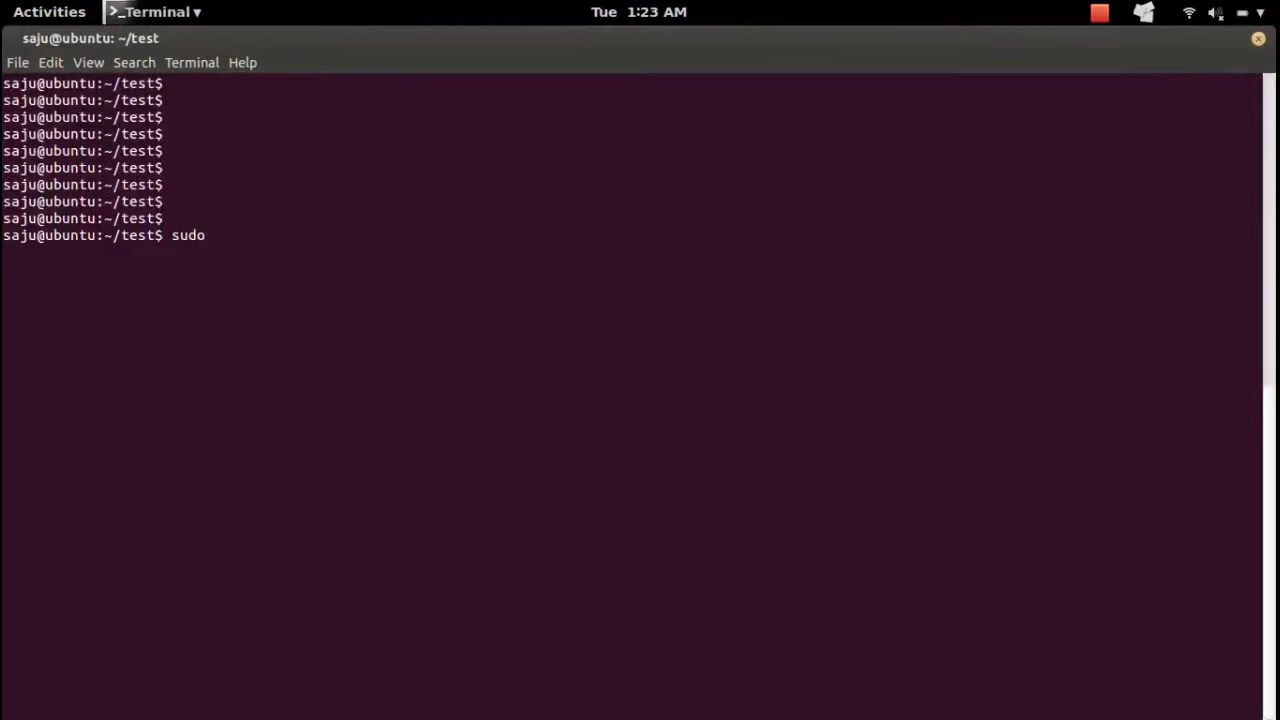 Activities
>_Terminal ▾
Tue 1:23 AM
saju@ubuntu: ~/test
File Edit View Search Terminal Help
saju@ubuntu:~/test$
saju@ubuntu:~/test$
saju@ubuntu:~/test$
saju@ubuntu:~/test$
saju@ubuntu:~/test$
saju@ubuntu:~/test$
saju@ubuntu:~/test$
saju@ubuntu:~/test$
saju@ubuntu:~/test$
saju@ubuntu:~/test$ sudo